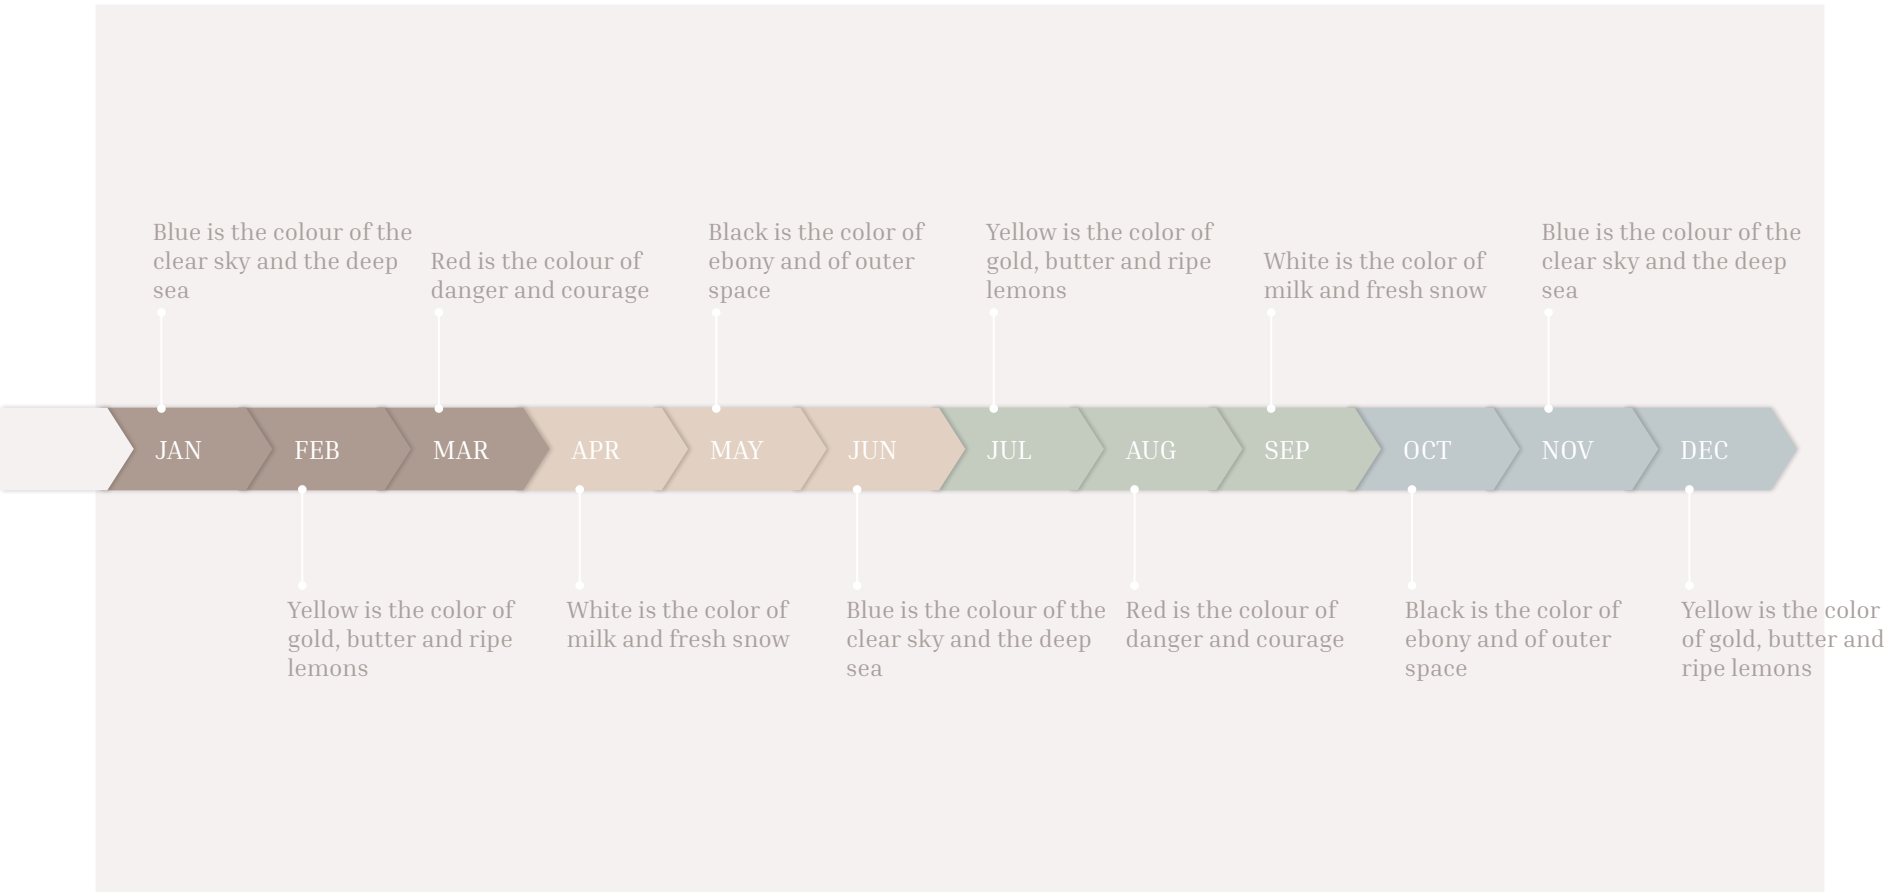 Blue is the colour of the
clear sky and the deep
sea
Red is the colour of
danger and courage
Black is the color of
ebony and of outer
space
Yellow is the color of
gold, butter and ripe
lemons
White is the color of
milk and fresh snow
Blue is the colour of the
clear sky and the deep
sea
JAN
FEB
MAR
APR
MAY
JUN
JUL
AUG
SEP
OCT
NOV
DEC
Yellow is the color of
gold, butter and ripe
lemons
White is the color of
milk and fresh snow
Blue is the colour of the
clear sky and the deep
sea
Red is the colour of
danger and courage
Black is the color of
ebony and of outer
space
Yellow is the color
of gold, butter and
ripe lemons